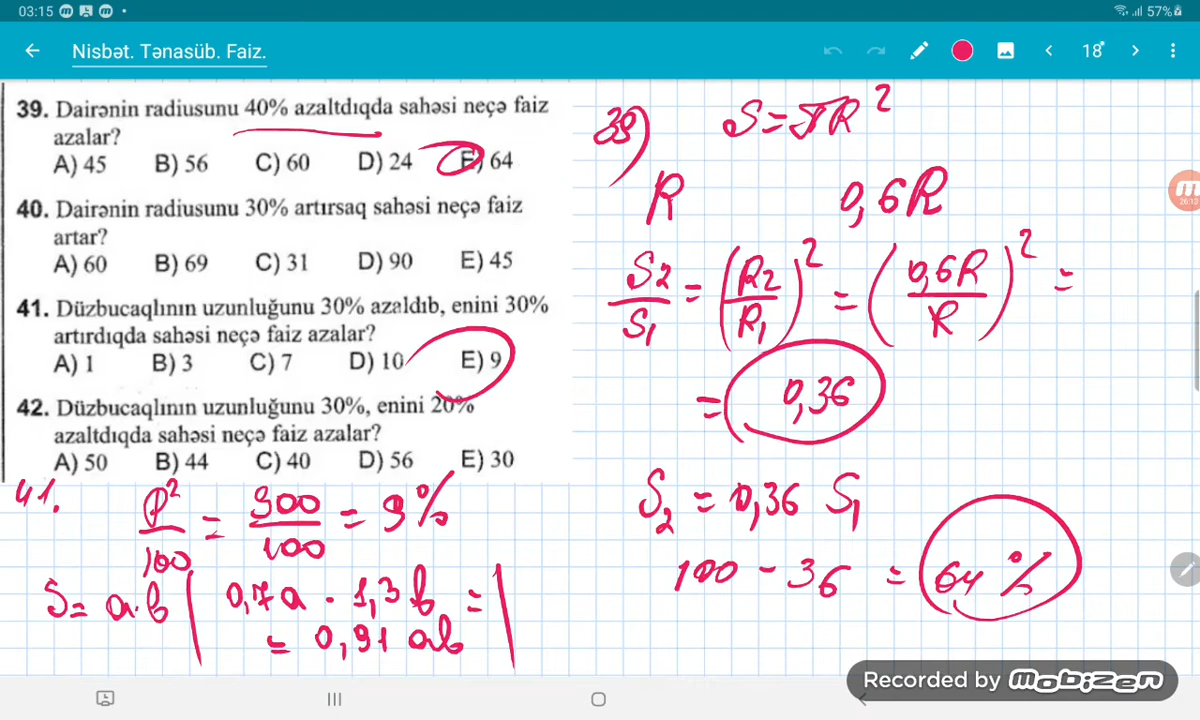 03:15
57%
Nisbət. Tənasüb. Faiz.
18
39. Dairənin radiusunu 40% azaltdıqda sahəsi neçə faiz
azalar?
A) 45 B) 56 C) 60 D) 24 E) 64
40. Dairənin radiusunu 30% artırsaq sahəsi neçə faiz
artar?
A) 60 B) 69 C) 31 D) 90 E) 45
41. Düzbucaqlının uzunluğunu 30% azaldıb, enini 30%
artırdıqda sahəsi neçə faiz azalar?
A) 1 B) 3 C) 7 D) 10 E) 9
42. Düzbucaqlının uzunluğunu 30%, enini 20%
azaltdıqda sahəsi neçə faiz azalar?
A) 50 B) 44 C) 40 D) 56 E) 30
41. P²/100 = 900/100 = 9%
S = a·b | 0,7a · 1,3b =
= 0,91 ab
39) S = πR²
R 0,6R
S₂/S₁ = (R₂/R₁)² = (0,6R/R)² =
= 0,36
S₂ = 0,36 S₁
100 - 36 = 64%
26:10
Recorded by mobizen